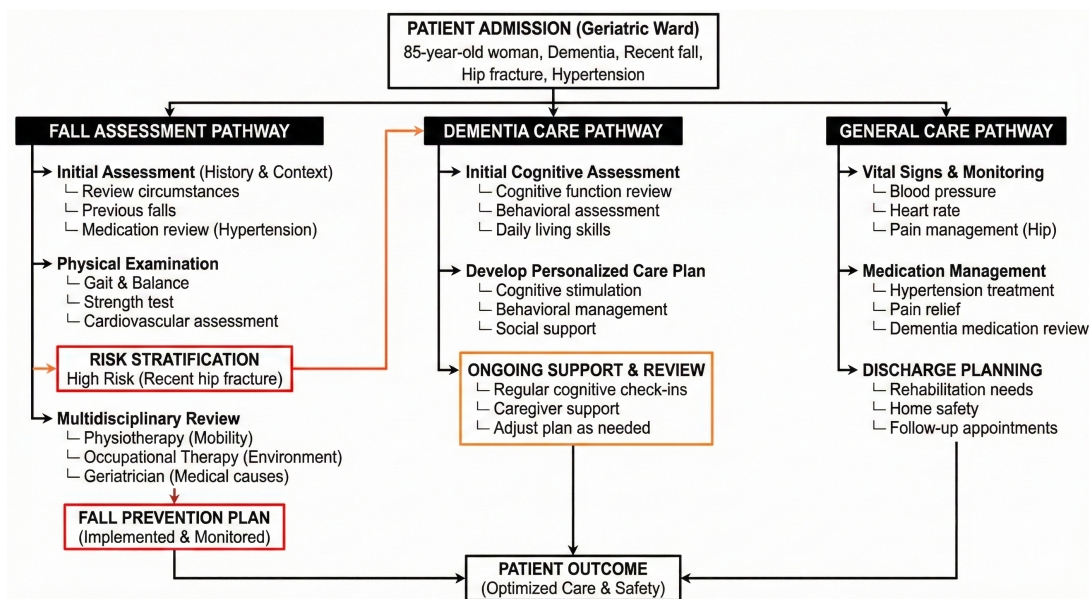 PATIENT ADMISSION (Geriatric Ward)
85-year-old woman, Dementia, Recent fall,
Hip fracture, Hypertension
FALL ASSESSMENT PATHWAY
Initial Assessment (History & Context)
Review circumstances
Previous falls
Medication review (Hypertension)
Physical Examination
Gait & Balance
Strength test
Cardiovascular assessment
RISK STRATIFICATION
High Risk (Recent hip fracture)
Multidisciplinary Review
Physiotherapy (Mobility)
Occupational Therapy (Environment)
Geriatrician (Medical causes)
FALL PREVENTION PLAN
(Implemented & Monitored)
DEMENTIA CARE PATHWAY
Initial Cognitive Assessment
Cognitive function review
Behavioral assessment
Daily living skills
Develop Personalized Care Plan
Cognitive stimulation
Behavioral management
Social support
ONGOING SUPPORT & REVIEW
Regular cognitive check-ins
Caregiver support
Adjust plan as needed
GENERAL CARE PATHWAY
Vital Signs & Monitoring
Blood pressure
Heart rate
Pain management (Hip)
Medication Management
Hypertension treatment
Pain relief
Dementia medication review
DISCHARGE PLANNING
Rehabilitation needs
Home safety
Follow-up appointments
PATIENT OUTCOME
(Optimized Care & Safety)